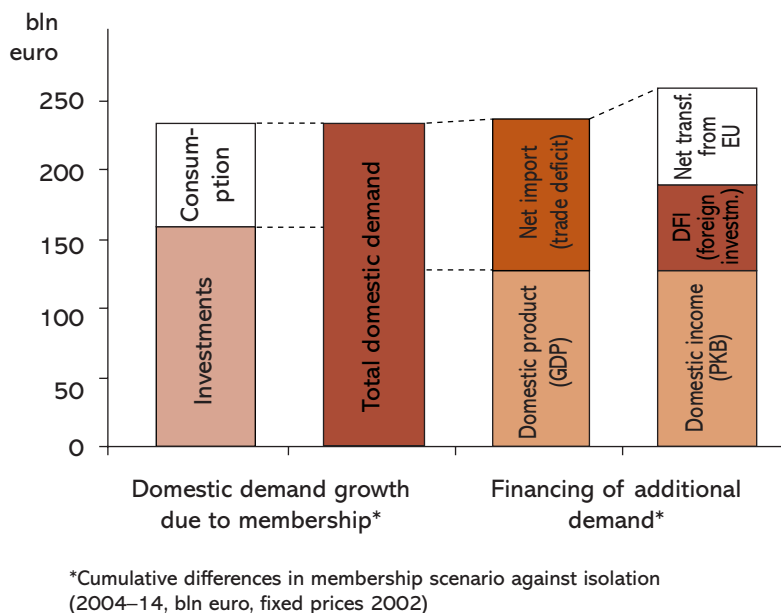 bln
euro
250
200
150
100
50
0
Consum-
ption
Investments
Total domestic demand
Net import
(trade deficit)
Domestic product
(GDP)
Net transf.
from
EU
DFI
(foreign
investm.)
Domestic income
(PKB)
Domestic demand growth
due to membership*
Financing of additional
demand*
*Cumulative differences in membership scenario against isolation
(2004–14, bln euro, fixed prices 2002)